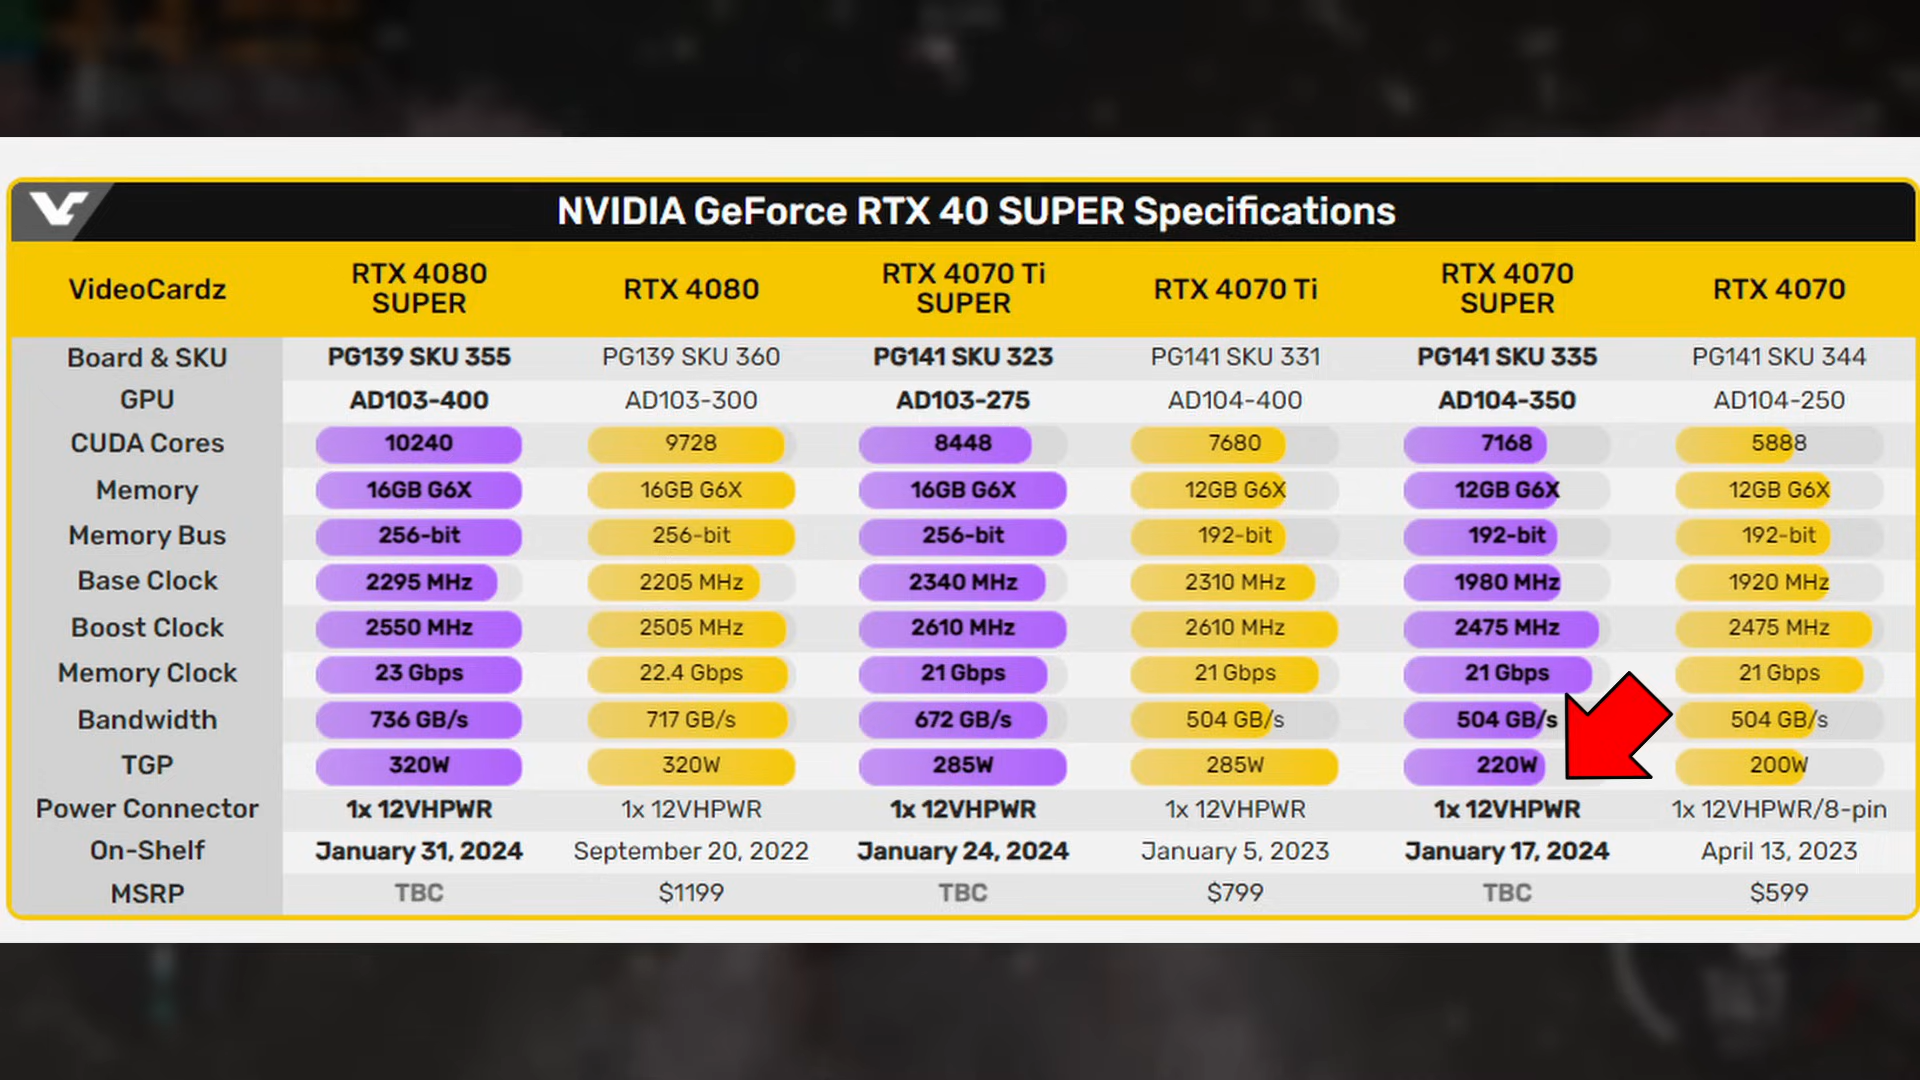 NVIDIA GeForce RTX 40 SUPER Specifications
VideoCardz RTX 4080 SUPER RTX 4080 RTX 4070 Ti SUPER RTX 4070 Ti RTX 4070 SUPER RTX 4070
Board & SKU PG139 SKU 355 PG139 SKU 360 PG141 SKU 323 PG141 SKU 331 PG141 SKU 335 PG141 SKU 344
GPU AD103-400 AD103-300 AD103-275 AD104-400 AD104-350 AD104-250
CUDA Cores 10240 9728 8448 7680 7168 5888
Memory 16GB G6X 16GB G6X 16GB G6X 12GB G6X 12GB G6X 12GB G6X
Memory Bus 256-bit 256-bit 256-bit 192-bit 192-bit 192-bit
Base Clock 2295 MHz 2205 MHz 2340 MHz 2310 MHz 1980 MHz 1920 MHz
Boost Clock 2550 MHz 2505 MHz 2610 MHz 2610 MHz 2475 MHz 2475 MHz
Memory Clock 23 Gbps 22.4 Gbps 21 Gbps 21 Gbps 21 Gbps 21 Gbps
Bandwidth 736 GB/s 717 GB/s 672 GB/s 504 GB/s 504 GB/s 504 GB/s
TGP 320W 320W 285W 285W 220W 200W
Power Connector 1x 12VHPWR 1x 12VHPWR 1x 12VHPWR 1x 12VHPWR 1x 12VHPWR 1x 12VHPWR/8-pin
On-Shelf January 31, 2024 September 20, 2022 January 24, 2024 January 5, 2023 January 17, 2024 April 13, 2023
MSRP TBC $1199 TBC $799 TBC $599